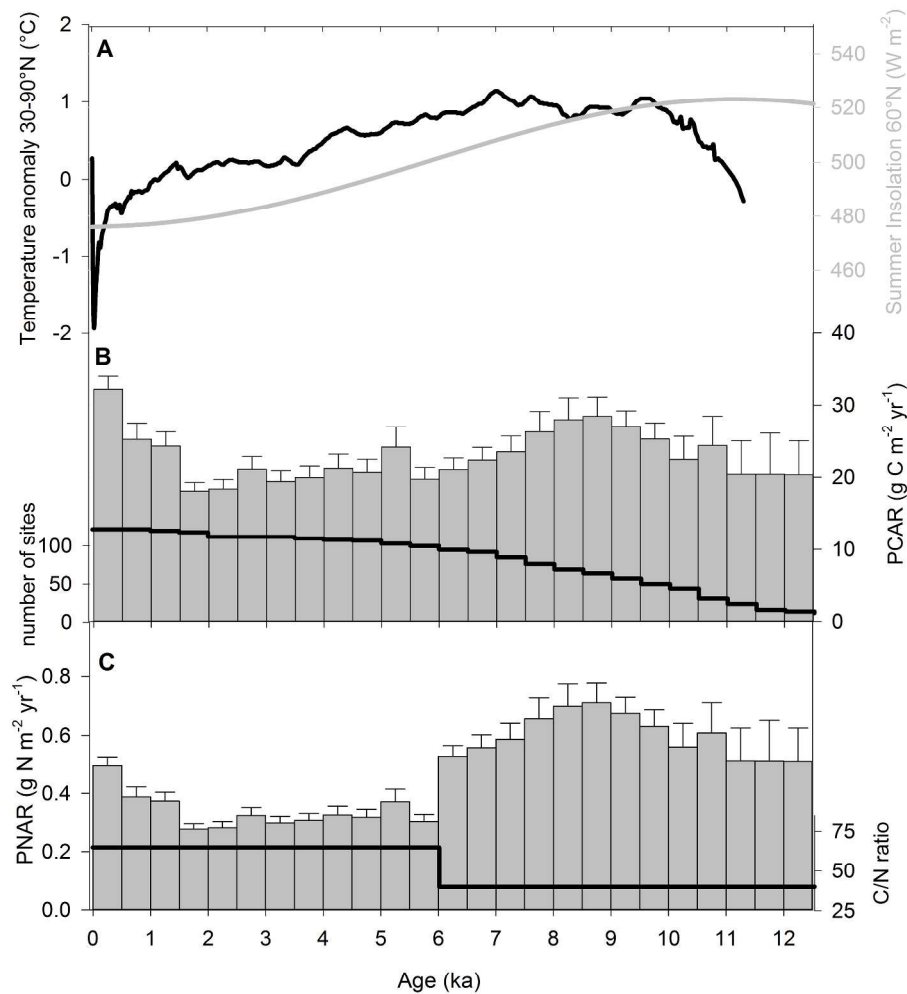 A
Temperature anomaly 30-90°N (°C)
2
1
0
-1
-2
Summer Insolation 60°N (W m-2)
540
520
500
480
460
B
40
30
20
10
0
PCAR (g C m-2 yr-1)
number of sites
100
50
0
C
PNAR (g N m-2 yr-1)
0.8
0.6
0.4
0.2
0.0
75
50
25
C/N ratio
0 1 2 3 4 5 6 7 8 9 10 11 12
Age (ka)